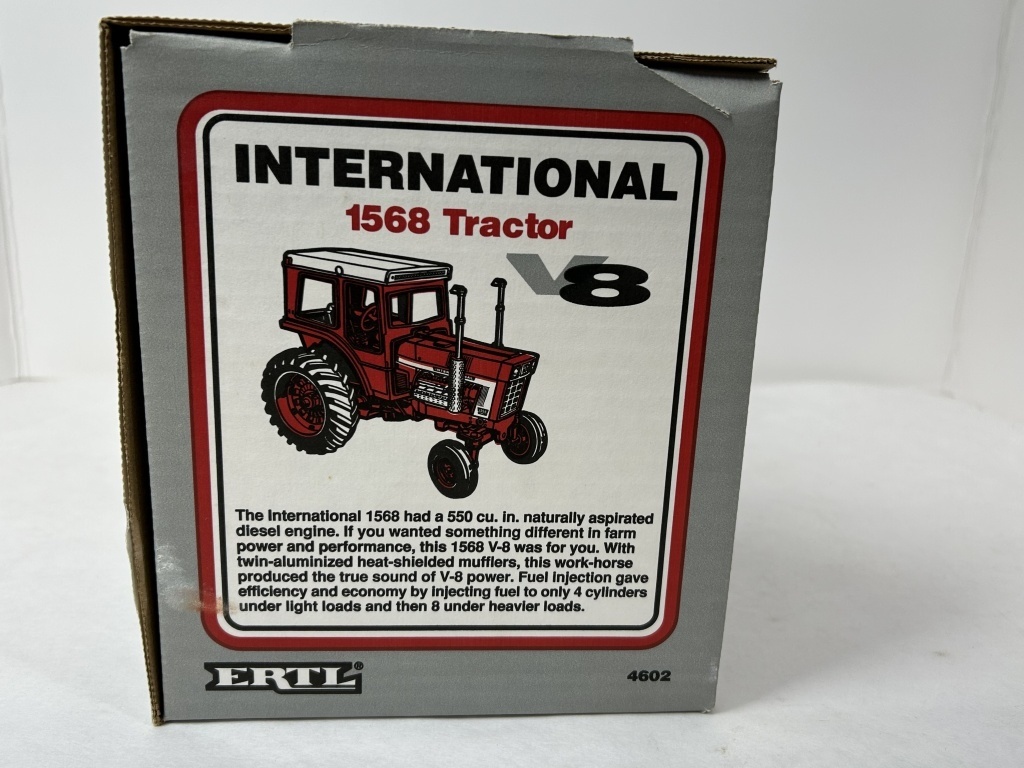 INTERNATIONAL
1568 Tractor
V8
The International 1568 had a 550 cu. in. naturally aspirated
diesel engine. If you wanted something different in farm
power and performance, this 1568 V-8 was for you. With
twin-aluminized heat-shielded mufflers, this work-horse
produced the true sound of V-8 power. Fuel injection gave
efficiency and economy by injecting fuel to only 4 cylinders
under light loads and then 8 under heavier loads.
ERTL®
4602